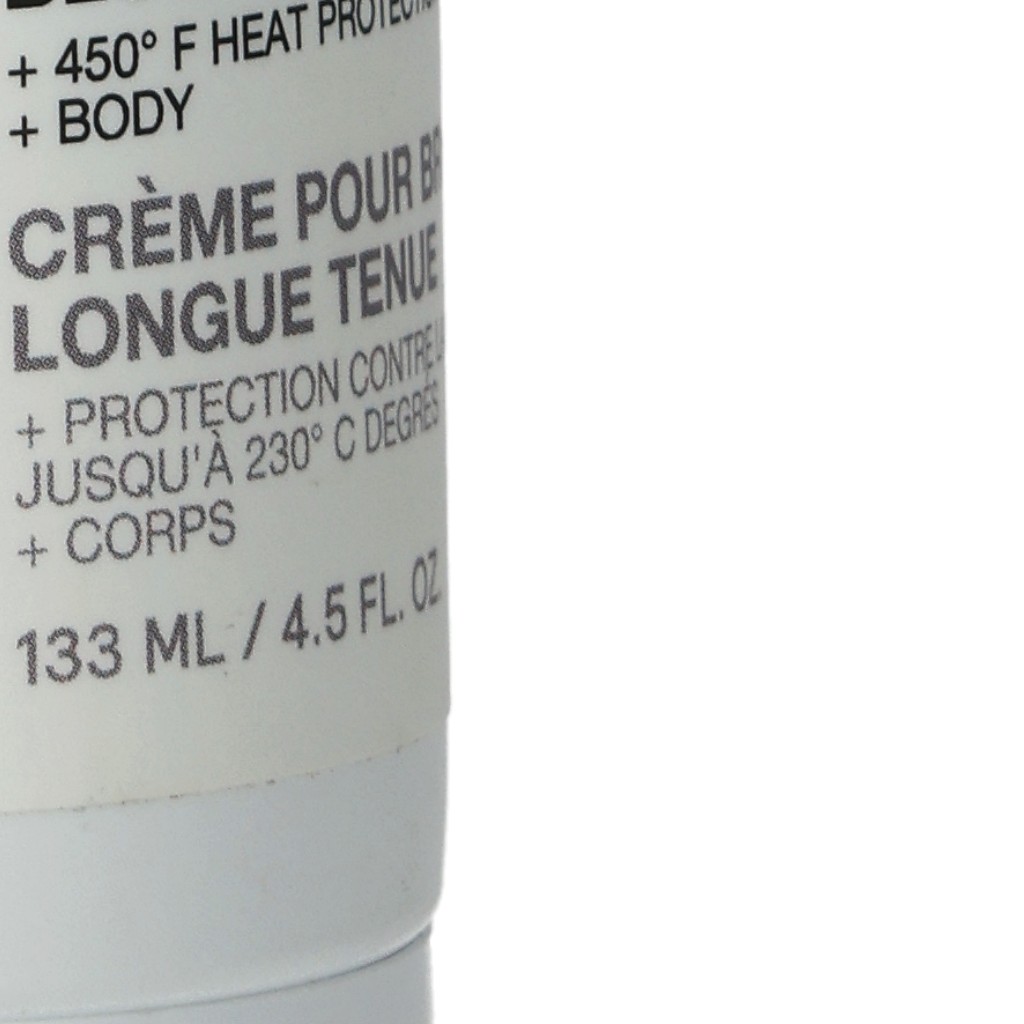 + 450° F HEAT PROTECTION
+ BODY
CRÈME POUR
LONGUE TENUE
+ PROTECTION CONTRE
JUSQU'À 230° C DEGRÉS
+ CORPS
133 ML / 4.5 FL. OZ.